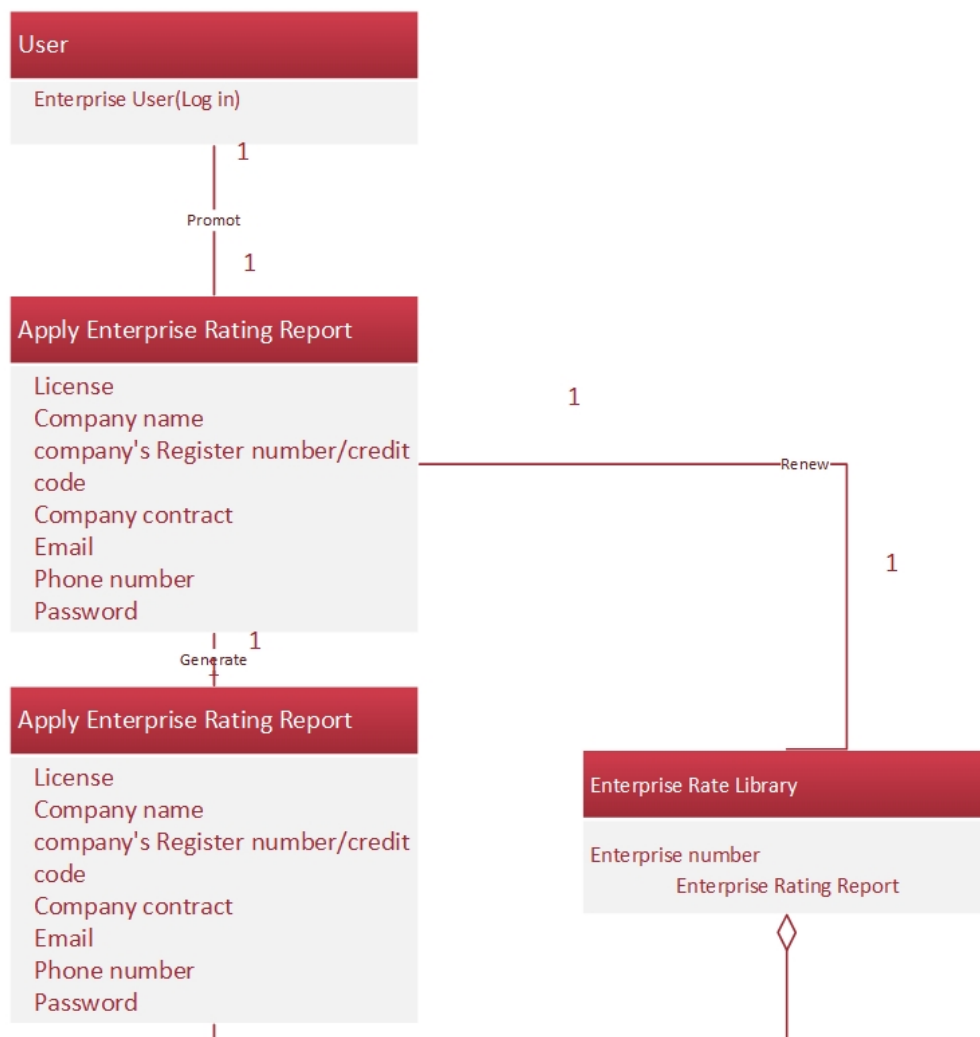 User
Enterprise User(Log in)
1
Promot
1
Apply Enterprise Rating Report
License
Company name
company's Register number/credit
code
Company contract
Email
Phone number
Password
1
Renew
1
1
Generate
Apply Enterprise Rating Report
License
Company name
company's Register number/credit
code
Company contract
Email
Phone number
Password
Enterprise Rate Library
Enterprise number
Enterprise Rating Report